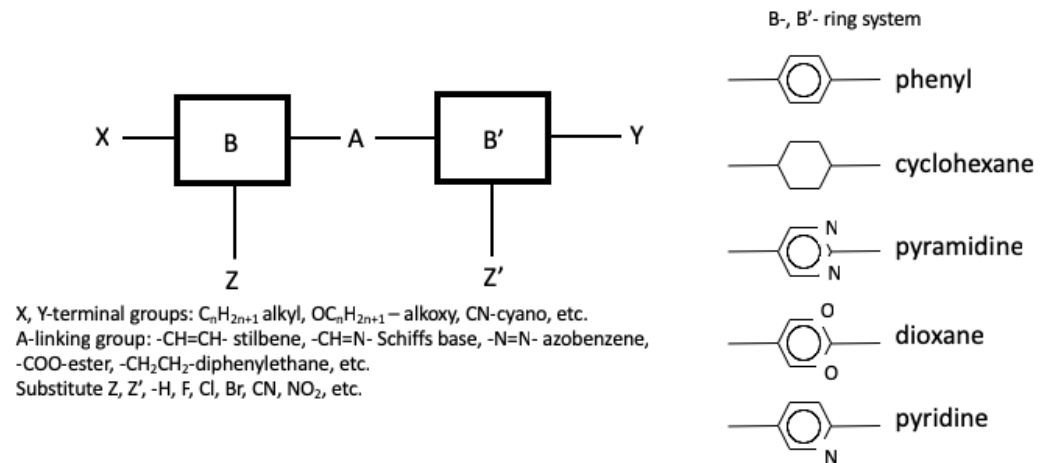 B-, B'- ring system
X
B
A
B'
Y
Z
Z'
X, Y-terminal groups: CₙH₂ₙ₊₁ alkyl, OCₙH₂ₙ₊₁ – alkoxy, CN-cyano, etc.
A-linking group: -CH=CH- stilbene, -CH=N- Schiffs base, -N=N- azobenzene,
-COO-ester, -CH₂CH₂-diphenylethane, etc.
Substitute Z, Z', -H, F, Cl, Br, CN, NO₂, etc.
phenyl
cyclohexane
N
N
pyramidine
O
O
dioxane
N
pyridine